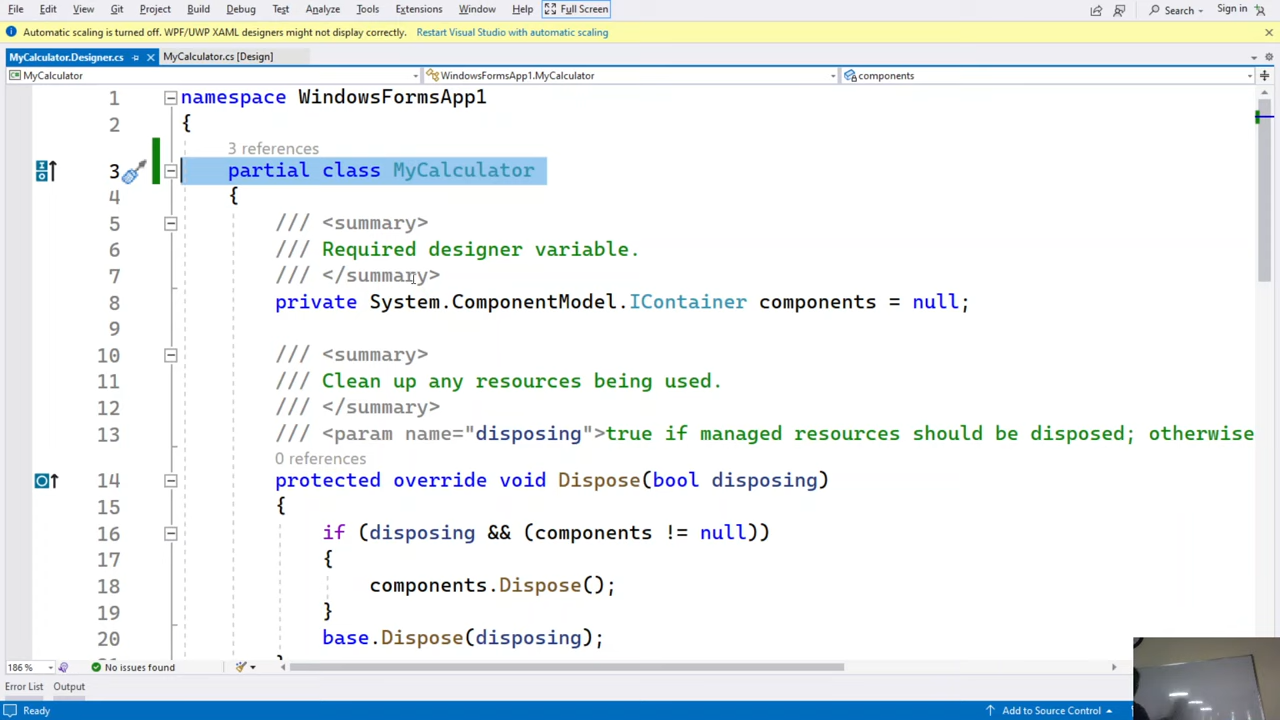 File Edit View Git Project Build Debug Test Analyze Tools Extensions Window Help Full Screen Search Sign in
Automatic scaling is turned off. WPF/UWP XAML designers might not display correctly. Restart Visual Studio with automatic scaling
MyCalculator.Designer.cs MyCalculator.cs [Design]
MyCalculator WindowsFormsApp1.MyCalculator components
1 namespace WindowsFormsApp1
2 {
3 references
3 partial class MyCalculator
4 {
5 /// <summary>
6 /// Required designer variable.
7 /// </summary>
8 private System.ComponentModel.IContainer components = null;
9
10 /// <summary>
11 /// Clean up any resources being used.
12 /// </summary>
13 /// <param name="disposing">true if managed resources should be disposed; otherwise
0 references
14 protected override void Dispose(bool disposing)
15 {
16 if (disposing && (components != null))
17 {
18 components.Dispose();
19 }
20 base.Dispose(disposing);
186 % No issues found
Error List Output
Ready Add to Source Control